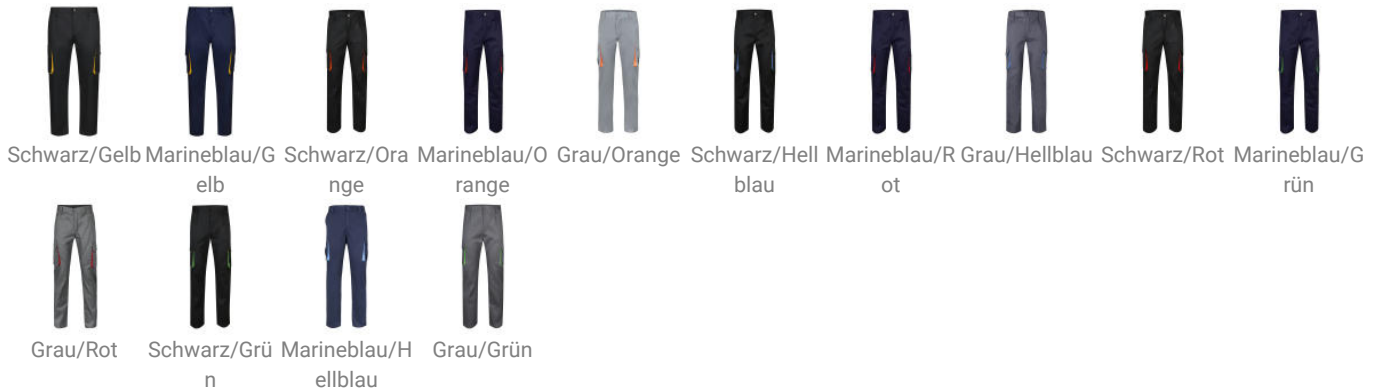 Schwarz/Gelb Marineblau/G Schwarz/Ora Marineblau/O Grau/Orange Schwarz/Hell Marineblau/R Grau/Hellblau Schwarz/Rot Marineblau/G
elb nge range blau ot rün
Grau/Rot Schwarz/Grü Marineblau/H Grau/Grün
n ellblau